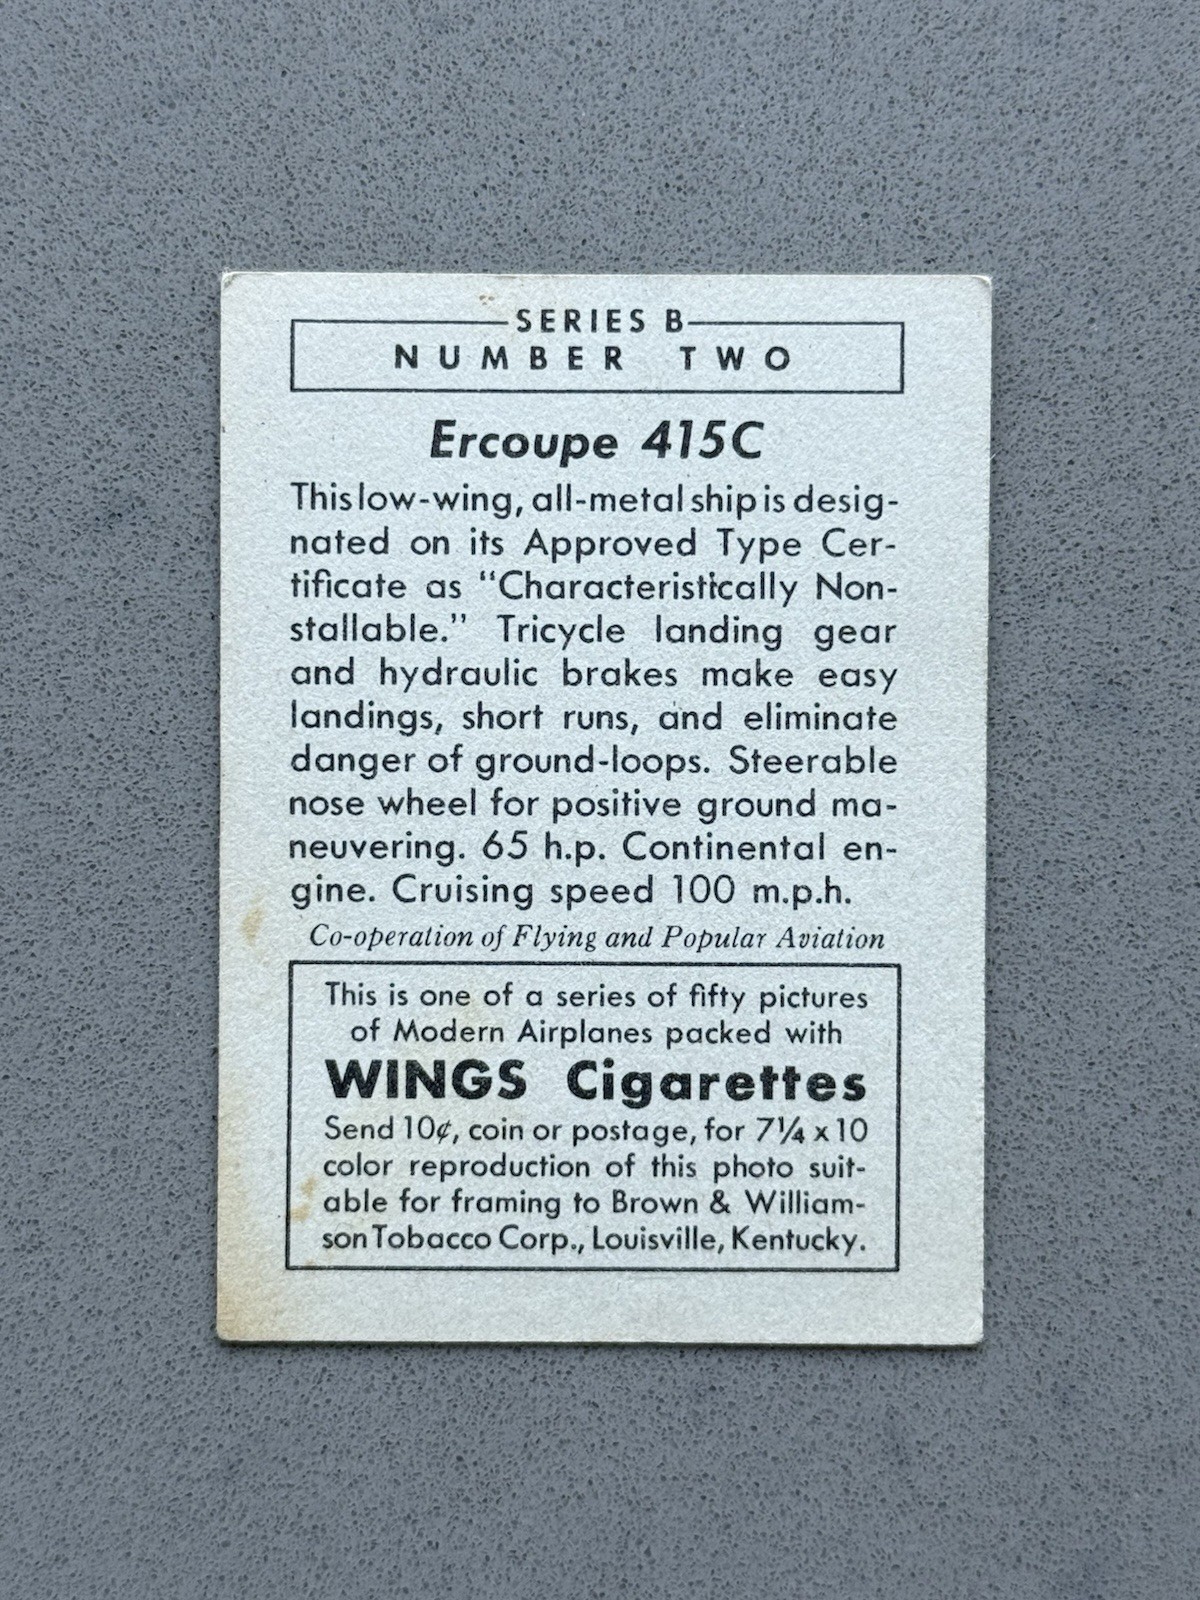 SERIES B
NUMBER TWO
Ercoupe 415C
This low-wing, all-metal ship is desig-
nated on its Approved Type Cer-
tificate as "Characteristically Non-
stallable." Tricycle landing gear
and hydraulic brakes make easy
landings, short runs, and eliminate
danger of ground-loops. Steerable
nose wheel for positive ground ma-
neuvering. 65 h.p. Continental en-
gine. Cruising speed 100 m.p.h.
Co-operation of Flying and Popular Aviation
This is one of a series of fifty pictures
of Modern Airplanes packed with
WINGS Cigarettes
Send 10¢, coin or postage, for 7¼ x 10
color reproduction of this photo suit-
able for framing to Brown & William-
son Tobacco Corp., Louisville, Kentucky.